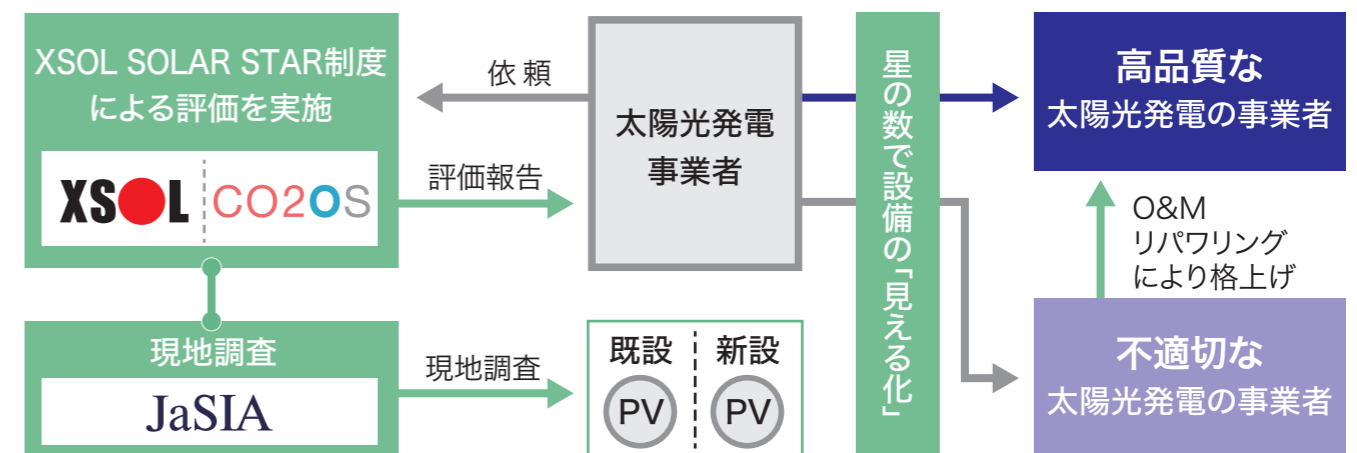 XSOL SOLAR STAR制度
による評価を実施
XSOL
CO2OS
依頼
評価報告
太陽光発電
事業者
星の数で設備の「見える化」
高品質な
太陽光発電の事業者
O&M
リパワリング
により格上げ
不適切な
太陽光発電の事業者
現地調査
JaSIA
現地調査
既設
新設
PV
PV